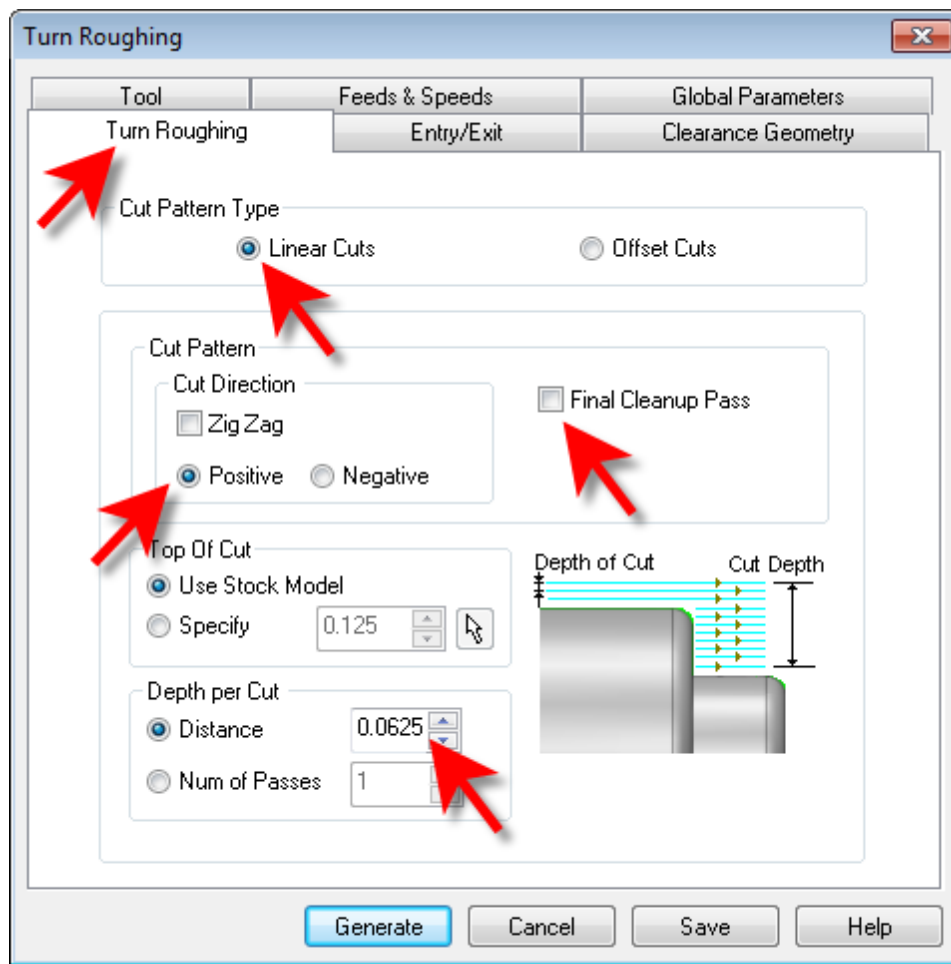 Turn Roughing
Tool Feeds & Speeds Global Parameters
Turn Roughing Entry/Exit Clearance Geometry
Cut Pattern Type
Linear Cuts Offset Cuts
Cut Pattern
Cut Direction
Zig Zag
Final Cleanup Pass
Positive Negative
Top Of Cut
Use Stock Model
Specify 0.125
Depth of Cut Cut Depth
Depth per Cut
Distance 0.0625
Num of Passes 1
Generate Cancel Save Help